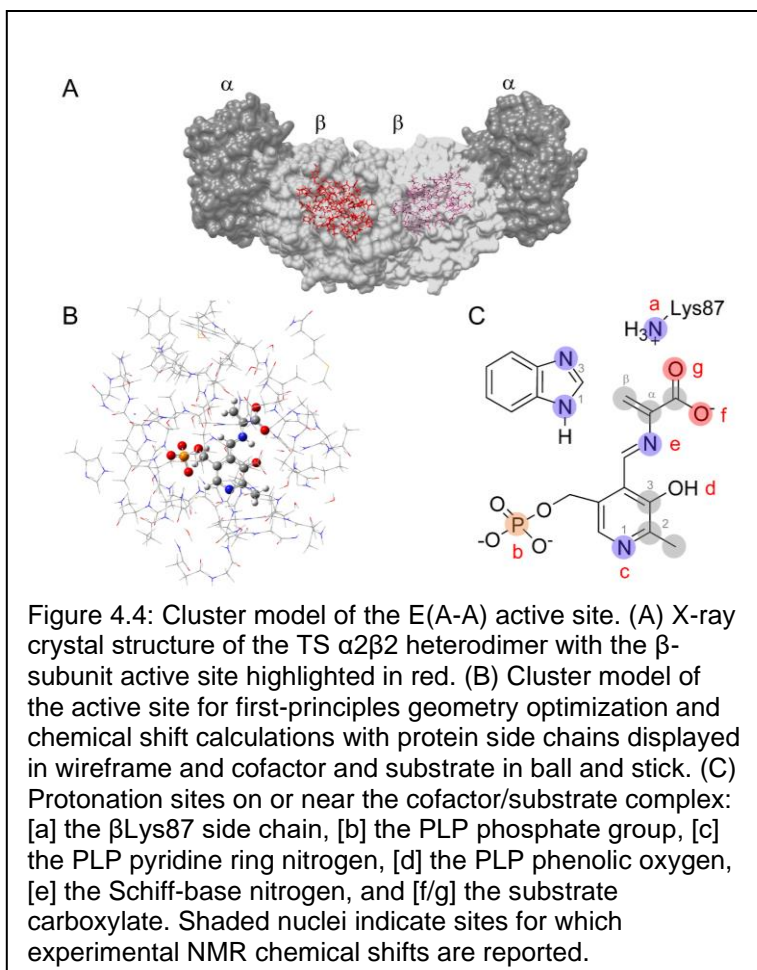 A
α
α
β
β
B
C
a
Lys87
H3N
+
N
3
1
N
H
β
α
O
g
O-
f
N
e
3
OH
d
O
P
O
-O
O-
b
1
2
N
c
Figure 4.4: Cluster model of the E(A-A) active site. (A) X-ray
crystal structure of the TS α2β2 heterodimer with the β-
subunit active site highlighted in red. (B) Cluster model of
the active site for first-principles geometry optimization and
chemical shift calculations with protein side chains displayed
in wireframe and cofactor and substrate in ball and stick. (C)
Protonation sites on or near the cofactor/substrate complex:
[a] the βLys87 side chain, [b] the PLP phosphate group, [c]
the PLP pyridine ring nitrogen, [d] the PLP phenolic oxygen,
[e] the Schiff-base nitrogen, and [f/g] the substrate
carboxylate. Shaded nuclei indicate sites for which
experimental NMR chemical shifts are reported.